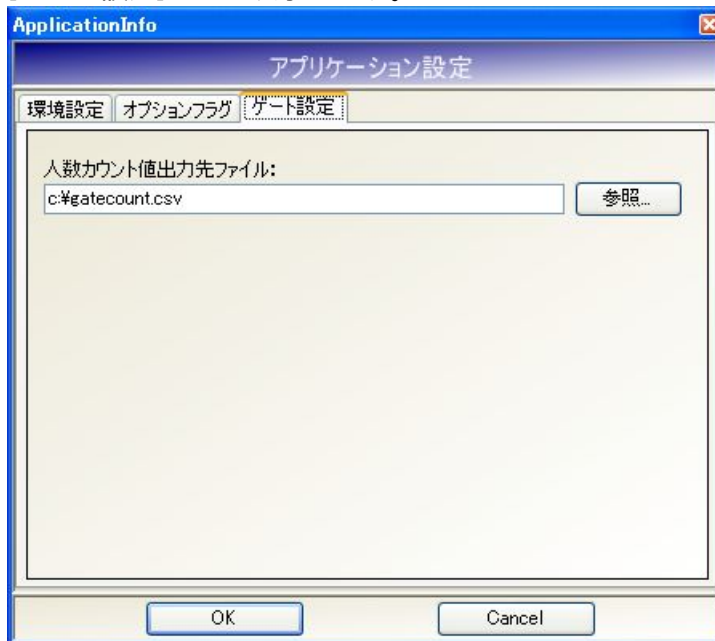 ApplicationInfo
アプリケーション設定
環境設定 オプションフラグ ゲート設定
人数カウント値出力先ファイル:
c:¥gatecount.csv 参照...
OK Cancel